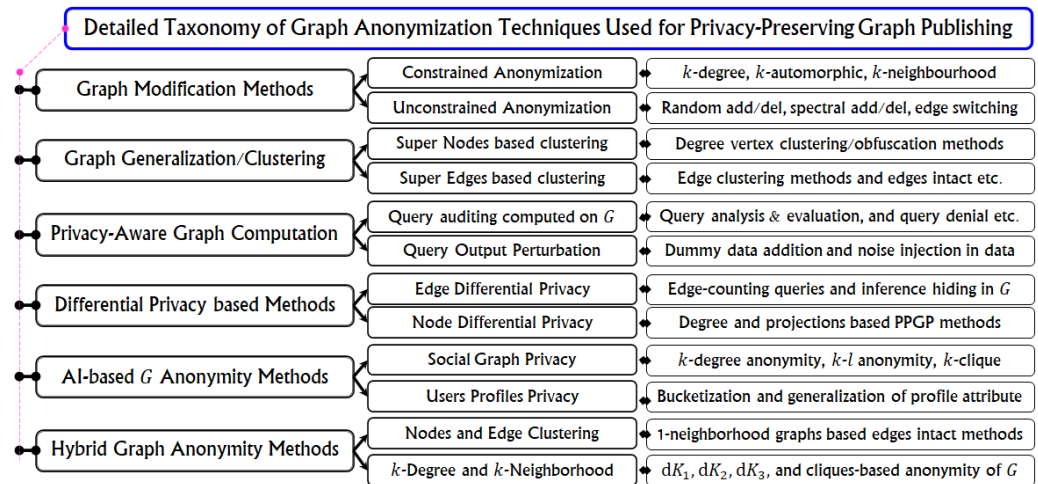 Detailed Taxonomy of Graph Anonymization Techniques Used for Privacy-Preserving Graph Publishing
Graph Modification Methods
Constrained Anonymization
k-degree, k-automorphic, k-neighbourhood
Unconstrained Anonymization
Random add/del, spectral add/del, edge switching
Graph Generalization/Clustering
Super Nodes based clustering
Degree vertex clustering/obfuscation methods
Super Edges based clustering
Edge clustering methods and edges intact etc.
Privacy-Aware Graph Computation
Query auditing computed on G
Query analysis & evaluation, and query denial etc.
Query Output Perturbation
Dummy data addition and noise injection in data
Differential Privacy based Methods
Edge Differential Privacy
Edge-counting queries and inference hiding in G
Node Differential Privacy
Degree and projections based PPGP methods
AI-based G Anonymity Methods
Social Graph Privacy
k-degree anonymity, k-l anonymity, k-clique
Users Profiles Privacy
Bucketization and generalization of profile attribute
Hybrid Graph Anonymity Methods
Nodes and Edge Clustering
1-neighborhood graphs based edges intact methods
k-Degree and k-Neighborhood
dK₁, dK₂, dK₃, and cliques-based anonymity of G